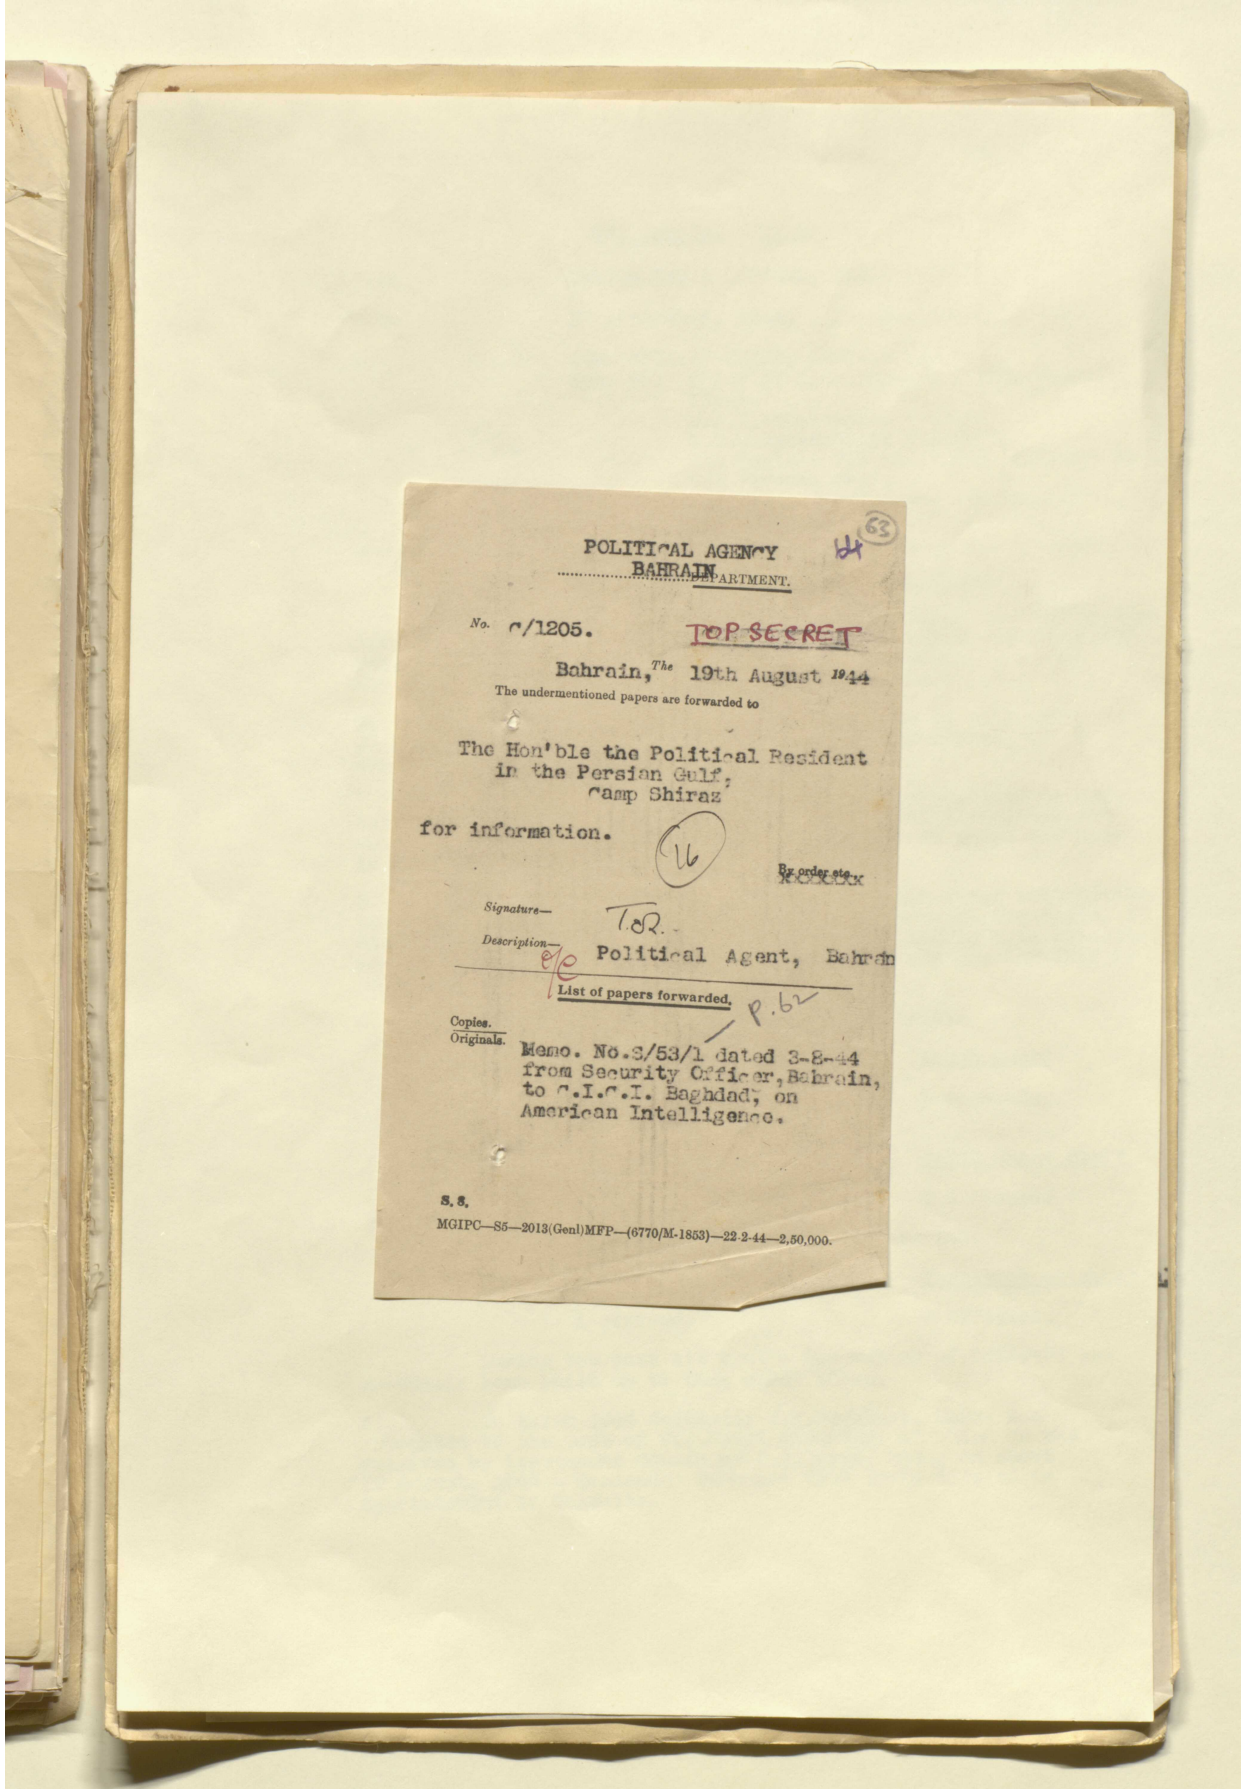 63
POLITICAL AGENCY
BAHRAIN
DEPARTMENT.
No. C/1205.
TOP SECRET
Bahrain, The 19th August 1944
The undermentioned papers are forwarded to
The Hon'ble the Political Resident
in the Persian Gulf,
Camp Shiraz
for information.
16
By order etc.
Signature—
Description—
Political Agent, Bahrain
List of papers forwarded.
p.62
Copies.
Originals.
Memo. No.S/53/1 dated 3-8-44
from Security Officer, Bahrain,
to C.I.C.I. Baghdad, on
American Intelligence.
S. S.
MGIPC—S5—2013(Genl)MFP—(6770/M-1853)—22-2-44—2,50,000.